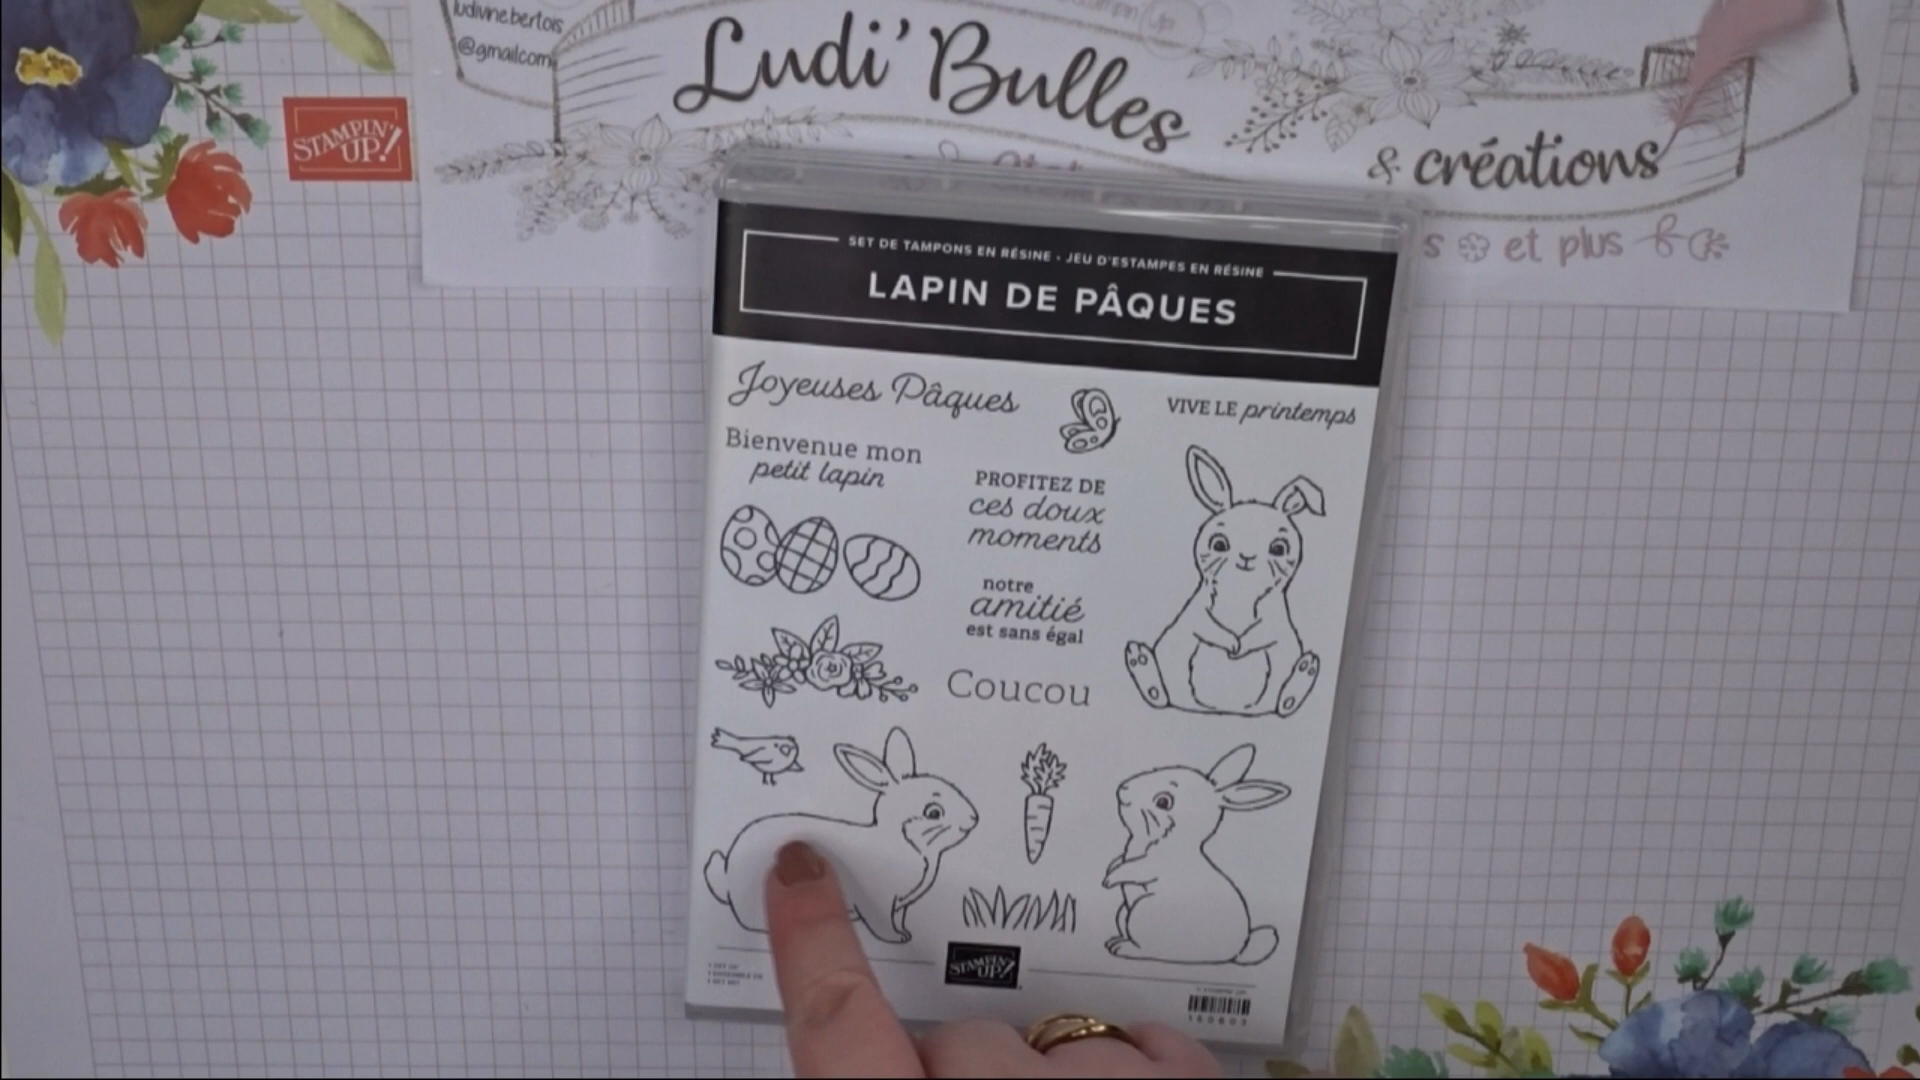 ludivinebertois
@gmailcom
Ludi' Bulles
& créations
s et plus
STAMPIN'
UP!
SET DE TAMPONS EN RÉSINE • JEU D'ESTAMPES EN RÉSINE
LAPIN DE PÂQUES
Joyeuses Pâques
VIVE LE printemps
Bienvenue mon
petit lapin
PROFITEZ DE
ces doux
moments
notre
amitié
est sans égal
Coucou
STAMPIN'
UP!